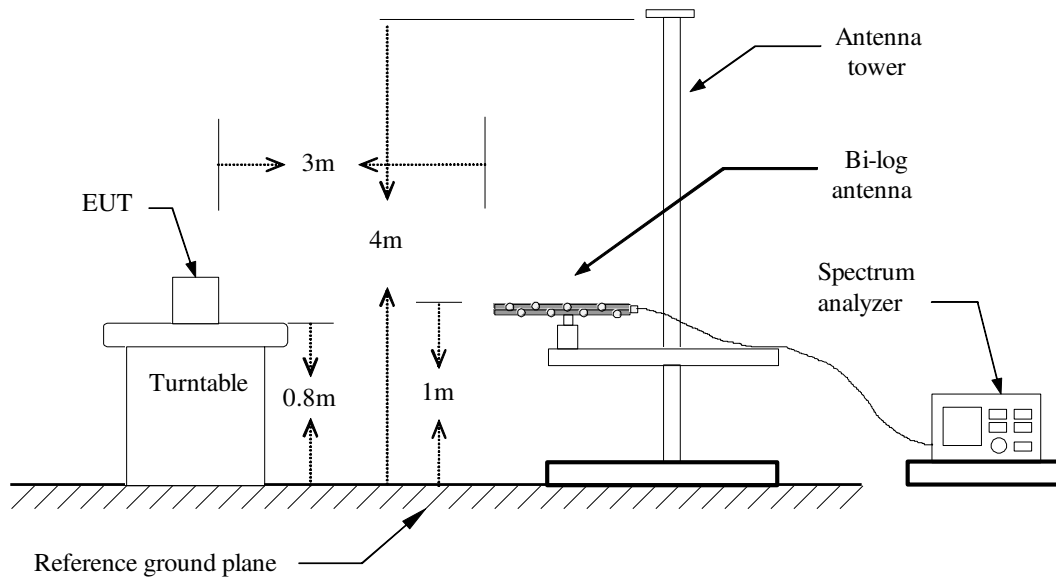 Antenna
tower
3m
Bi-log
antenna
EUT
4m
Spectrum
analyzer
Turntable
0.8m
1m
Reference ground plane